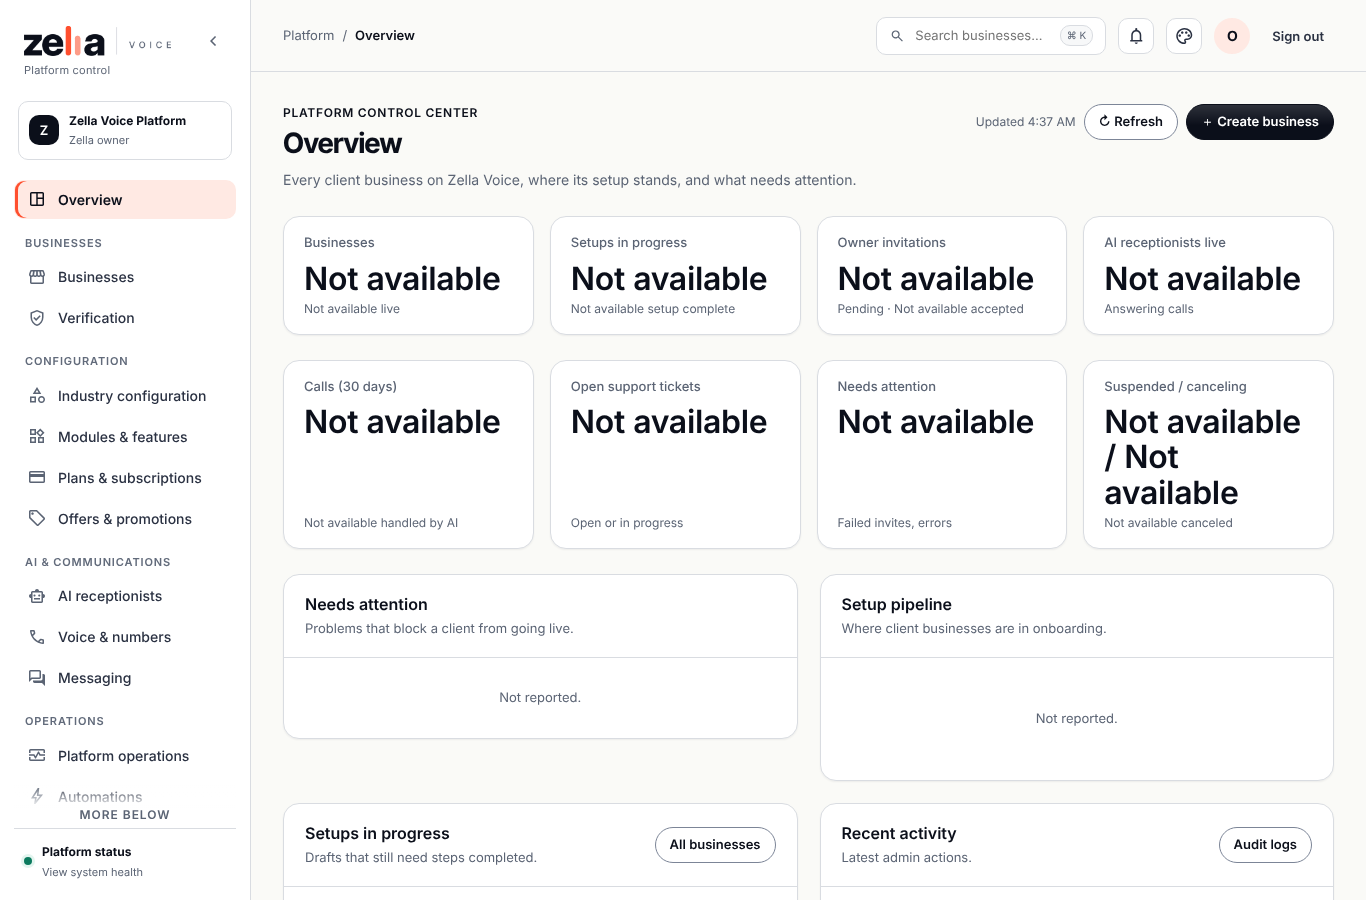 zella VOICE
Platform control
Z
Zella Voice Platform
Zella owner
Overview
BUSINESSES
Businesses
Verification
CONFIGURATION
Industry configuration
Modules & features
Plans & subscriptions
Offers & promotions
AI & COMMUNICATIONS
AI receptionists
Voice & numbers
Messaging
OPERATIONS
Platform operations
Automations
MORE BELOW
Platform status
View system health
Platform / Overview
Search businesses... ⌘ K
O
Sign out
PLATFORM CONTROL CENTER
Overview
Every client business on Zella Voice, where its setup stands, and what needs attention.
Updated 4:37 AM
↻ Refresh
+ Create business
Businesses
Not available
Not available live
Setups in progress
Not available
Not available setup complete
Owner invitations
Not available
Pending · Not available accepted
AI receptionists live
Not available
Answering calls
Calls (30 days)
Not available
Not available handled by AI
Open support tickets
Not available
Open or in progress
Needs attention
Not available
Failed invites, errors
Suspended / canceling
Not available
/ Not
available
Not available canceled
Needs attention
Problems that block a client from going live.
Not reported.
Setup pipeline
Where client businesses are in onboarding.
Not reported.
Setups in progress
Drafts that still need steps completed.
All businesses
Recent activity
Latest admin actions.
Audit logs